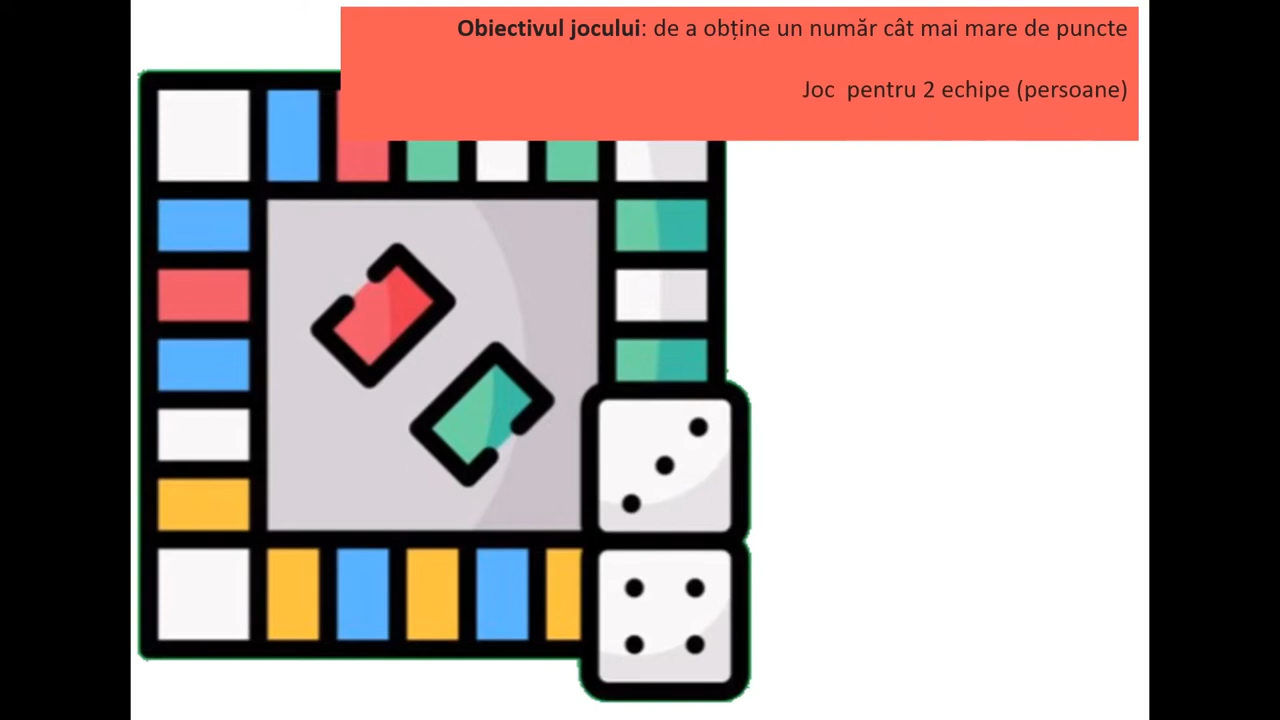 Obiectivul jocului: de a obține un număr cât mai mare de puncte
Joc pentru 2 echipe (persoane)